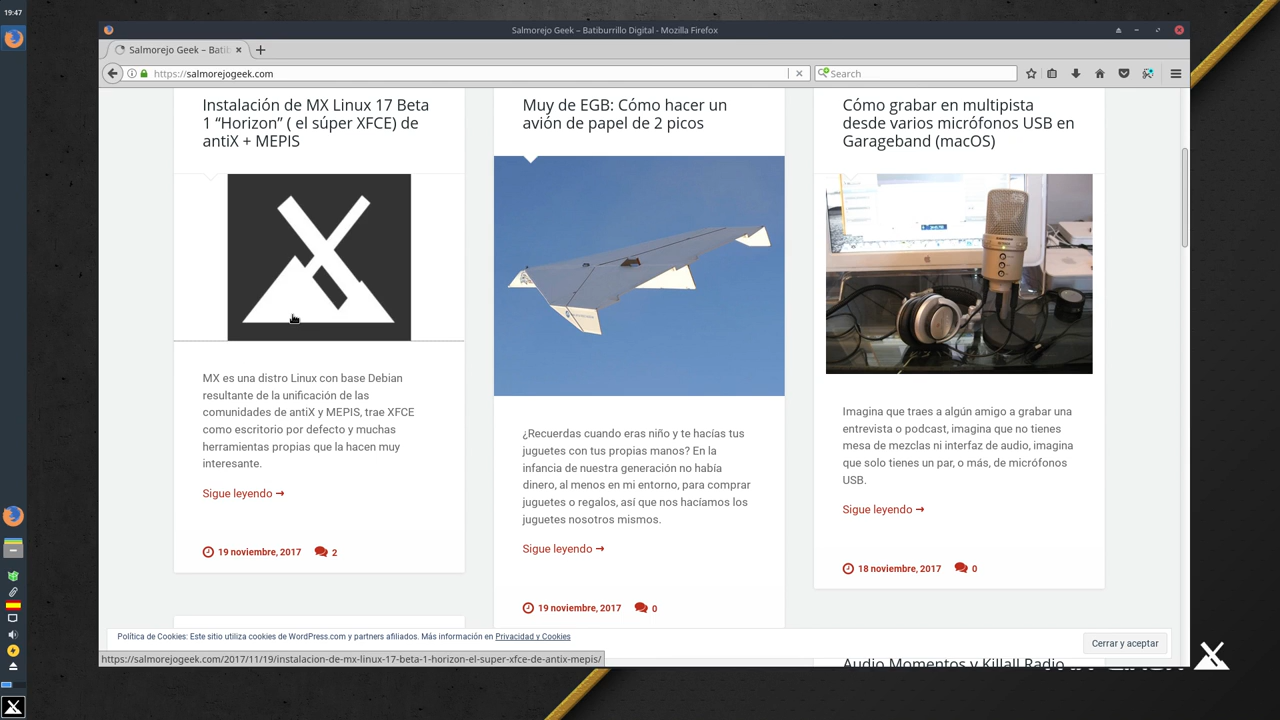 19:47
Salmorejo Geek – Batiburrillo Digital - Mozilla Firefox
Salmorejo Geek – Batib
https://salmorejogeek.com
Search
Instalación de MX Linux 17 Beta
1 “Horizon” ( el súper XFCE) de
antiX + MEPIS
MX es una distro Linux con base Debian
resultante de la unificación de las
comunidades de antiX y MEPIS, trae XFCE
como escritorio por defecto y muchas
herramientas propias que la hacen muy
interesante.
Sigue leyendo →
19 noviembre, 2017 2
Muy de EGB: Cómo hacer un
avión de papel de 2 picos
¿Recuerdas cuando eras niño y te hacías tus
juguetes con tus propias manos? En la
infancia de nuestra generación no había
dinero, al menos en mi entorno, para comprar
juguetes o regalos, así que nos hacíamos los
juguetes nosotros mismos.
Sigue leyendo →
19 noviembre, 2017 0
Cómo grabar en multipista
desde varios micrófonos USB en
Garageband (macOS)
Imagina que traes a algún amigo a grabar una
entrevista o podcast, imagina que no tienes
mesa de mezclas ni interfaz de audio, imagina
que solo tienes un par, o más, de micrófonos
USB.
Sigue leyendo →
18 noviembre, 2017 0
Audio Momentos y Killall Radio
Política de Cookies: Este sitio utiliza cookies de WordPress.com y partners afiliados. Más información en Privacidad y Cookies
Cerrar y aceptar
https://salmorejogeek.com/2017/11/19/instalacion-de-mx-linux-17-beta-1-horizon-el-super-xfce-de-antix-mepis/